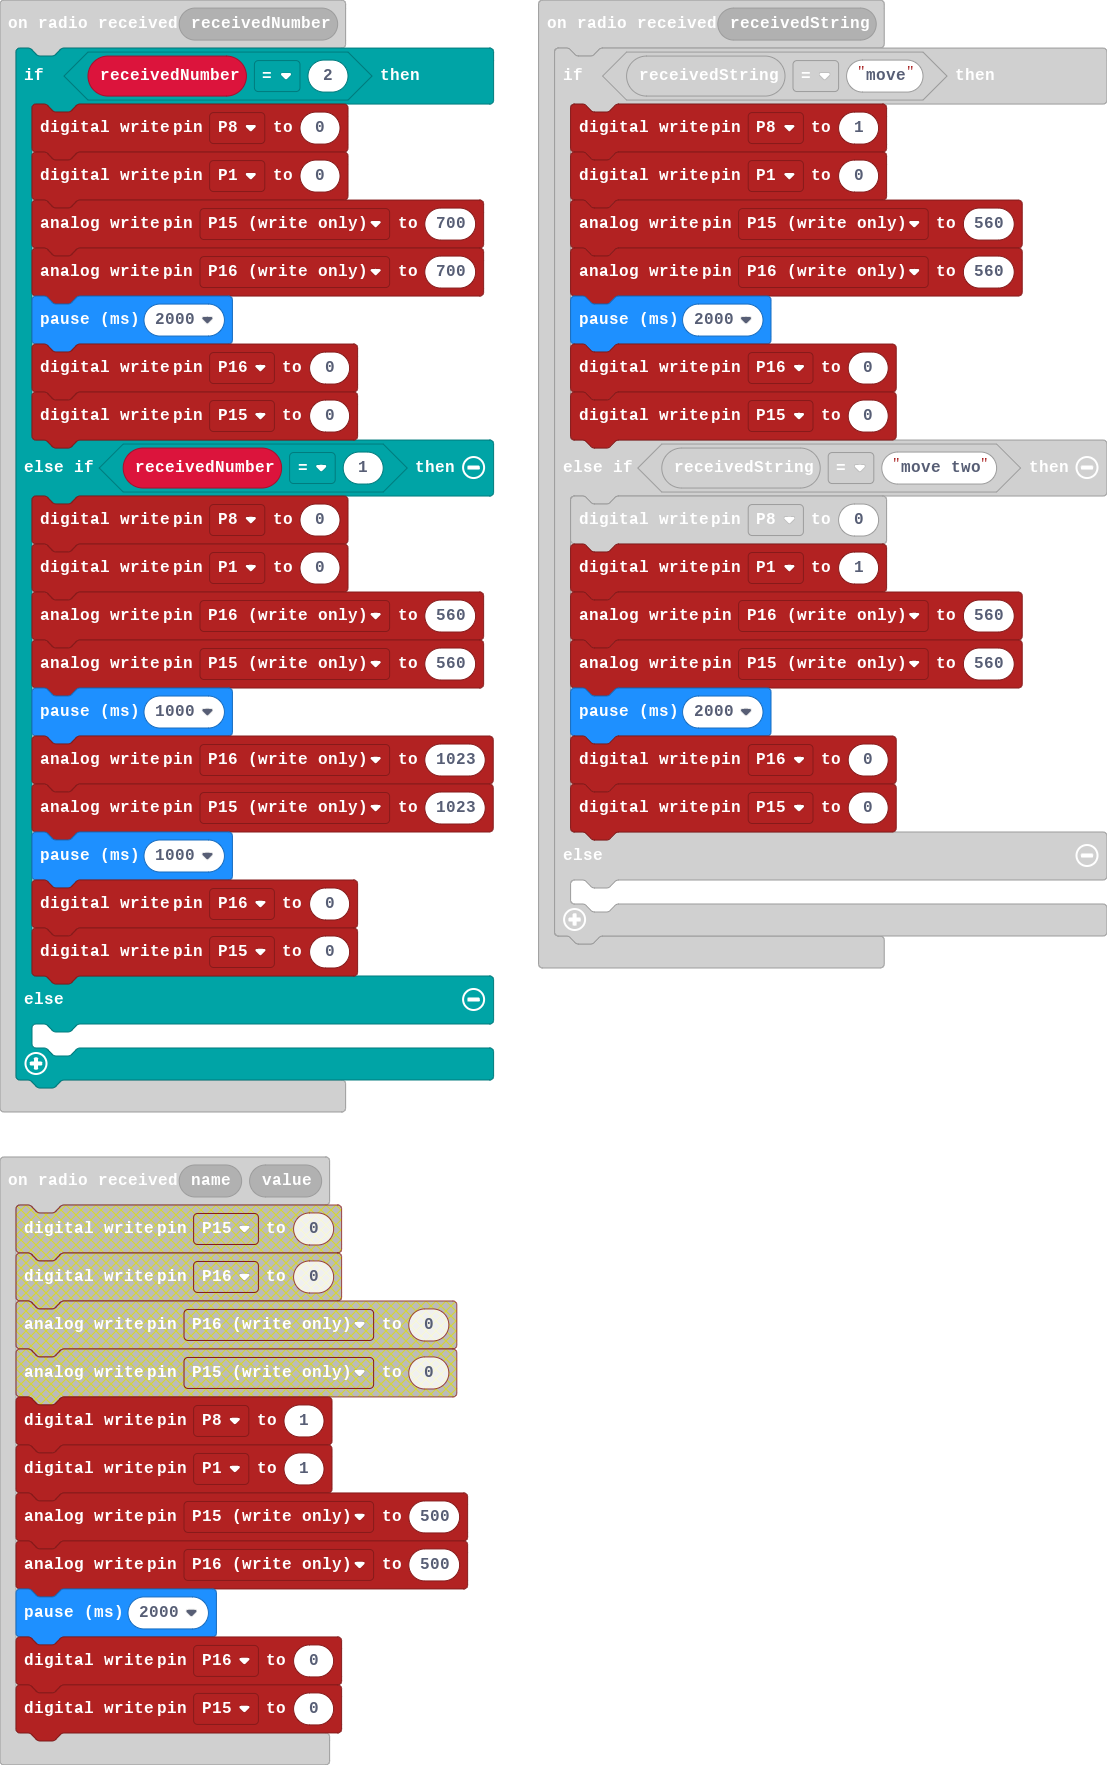 on radio received receivedNumber
if receivedNumber = 2 then
digital write pin P8 to 0
digital write pin P1 to 0
analog write pin P15 (write only) to 700
analog write pin P16 (write only) to 700
pause (ms) 2000
digital write pin P16 to 0
digital write pin P15 to 0
else if receivedNumber = 1 then
digital write pin P8 to 0
digital write pin P1 to 0
analog write pin P16 (write only) to 560
analog write pin P15 (write only) to 560
pause (ms) 1000
analog write pin P16 (write only) to 1023
analog write pin P15 (write only) to 1023
pause (ms) 1000
digital write pin P16 to 0
digital write pin P15 to 0
else
on radio received receivedString
if receivedString = "move" then
digital write pin P8 to 1
digital write pin P1 to 0
analog write pin P15 (write only) to 560
analog write pin P16 (write only) to 560
pause (ms) 2000
digital write pin P16 to 0
digital write pin P15 to 0
else if receivedString = "move two" then
digital write pin P8 to 0
digital write pin P1 to 1
analog write pin P16 (write only) to 560
analog write pin P15 (write only) to 560
pause (ms) 2000
digital write pin P16 to 0
digital write pin P15 to 0
else
on radio received name value
digital write pin P15 to 0
digital write pin P16 to 0
analog write pin P16 (write only) to 0
analog write pin P15 (write only) to 0
digital write pin P8 to 1
digital write pin P1 to 1
analog write pin P15 (write only) to 500
analog write pin P16 (write only) to 500
pause (ms) 2000
digital write pin P16 to 0
digital write pin P15 to 0